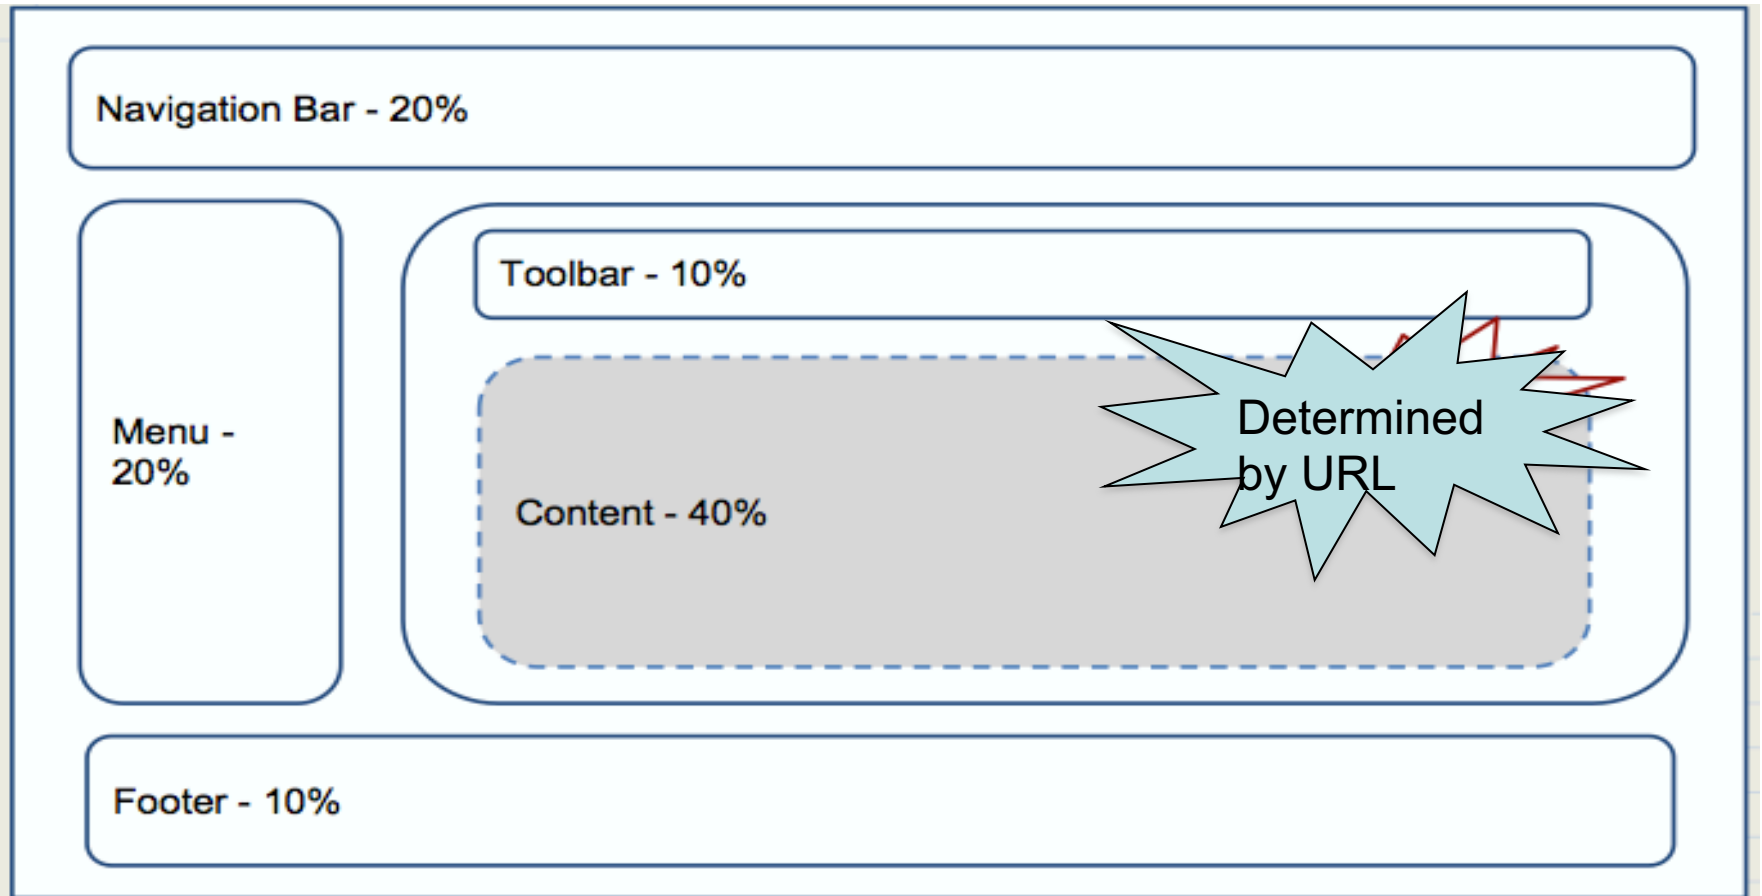 Navigation Bar - 20%
Toolbar - 10%
Determined
by URL
Menu -
20%
Content - 40%
Footer - 10%